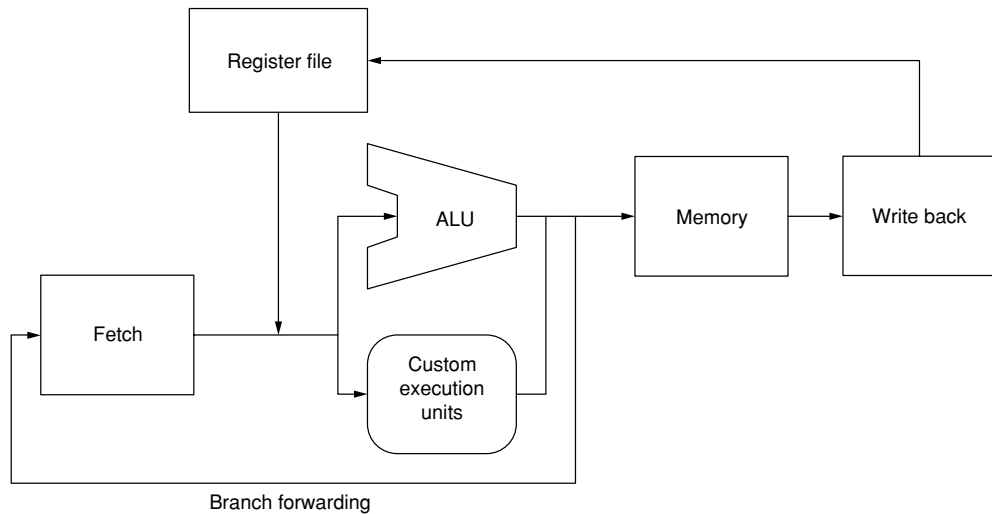 Register file
ALU
Memory
Write back
Fetch
Custom
execution
units
Branch forwarding